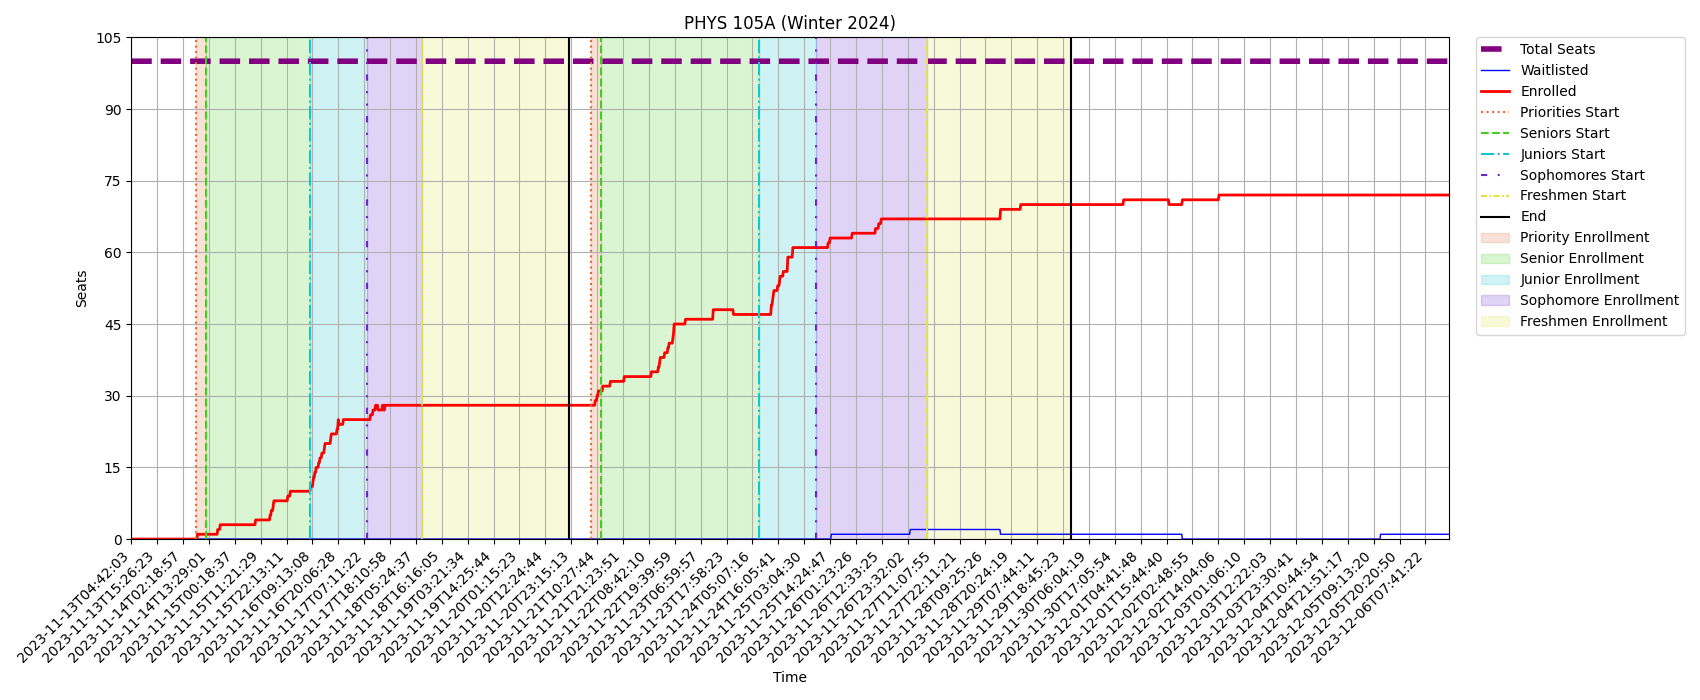 PHYS 105A (Winter 2024)
105
90
75
60
45
30
15
0
Seats
2023-11-13T04:42:03
2023-11-13T15:26:23
2023-11-14T02:18:57
2023-11-14T13:29:01
2023-11-15T00:18:37
2023-11-15T11:21:29
2023-11-15T22:13:11
2023-11-16T09:13:08
2023-11-16T20:06:28
2023-11-17T07:11:22
2023-11-17T18:10:58
2023-11-18T05:24:37
2023-11-18T16:16:05
2023-11-19T03:21:34
2023-11-19T14:25:44
2023-11-20T01:15:23
2023-11-20T12:24:44
2023-11-20T23:15:13
2023-11-21T10:27:44
2023-11-21T21:23:51
2023-11-22T08:42:10
2023-11-22T19:39:59
2023-11-23T06:59:57
2023-11-23T17:58:23
2023-11-24T05:07:16
2023-11-24T16:05:41
2023-11-25T03:04:30
2023-11-25T14:24:47
2023-11-26T01:23:26
2023-11-26T12:33:25
2023-11-26T23:32:02
2023-11-27T11:07:55
2023-11-27T22:11:21
2023-11-28T09:25:26
2023-11-28T20:24:19
2023-11-29T07:44:11
2023-11-29T18:45:23
2023-11-30T06:04:19
2023-11-30T17:05:54
2023-12-01T04:41:48
2023-12-01T15:44:40
2023-12-02T02:48:55
2023-12-02T14:04:06
2023-12-03T01:06:10
2023-12-03T12:22:03
2023-12-03T23:30:41
2023-12-04T10:44:54
2023-12-04T21:51:17
2023-12-05T09:13:20
2023-12-05T20:20:50
2023-12-06T07:41:22
Time
Total Seats
Waitlisted
Enrolled
Priorities Start
Seniors Start
Juniors Start
Sophomores Start
Freshmen Start
End
Priority Enrollment
Senior Enrollment
Junior Enrollment
Sophomore Enrollment
Freshmen Enrollment